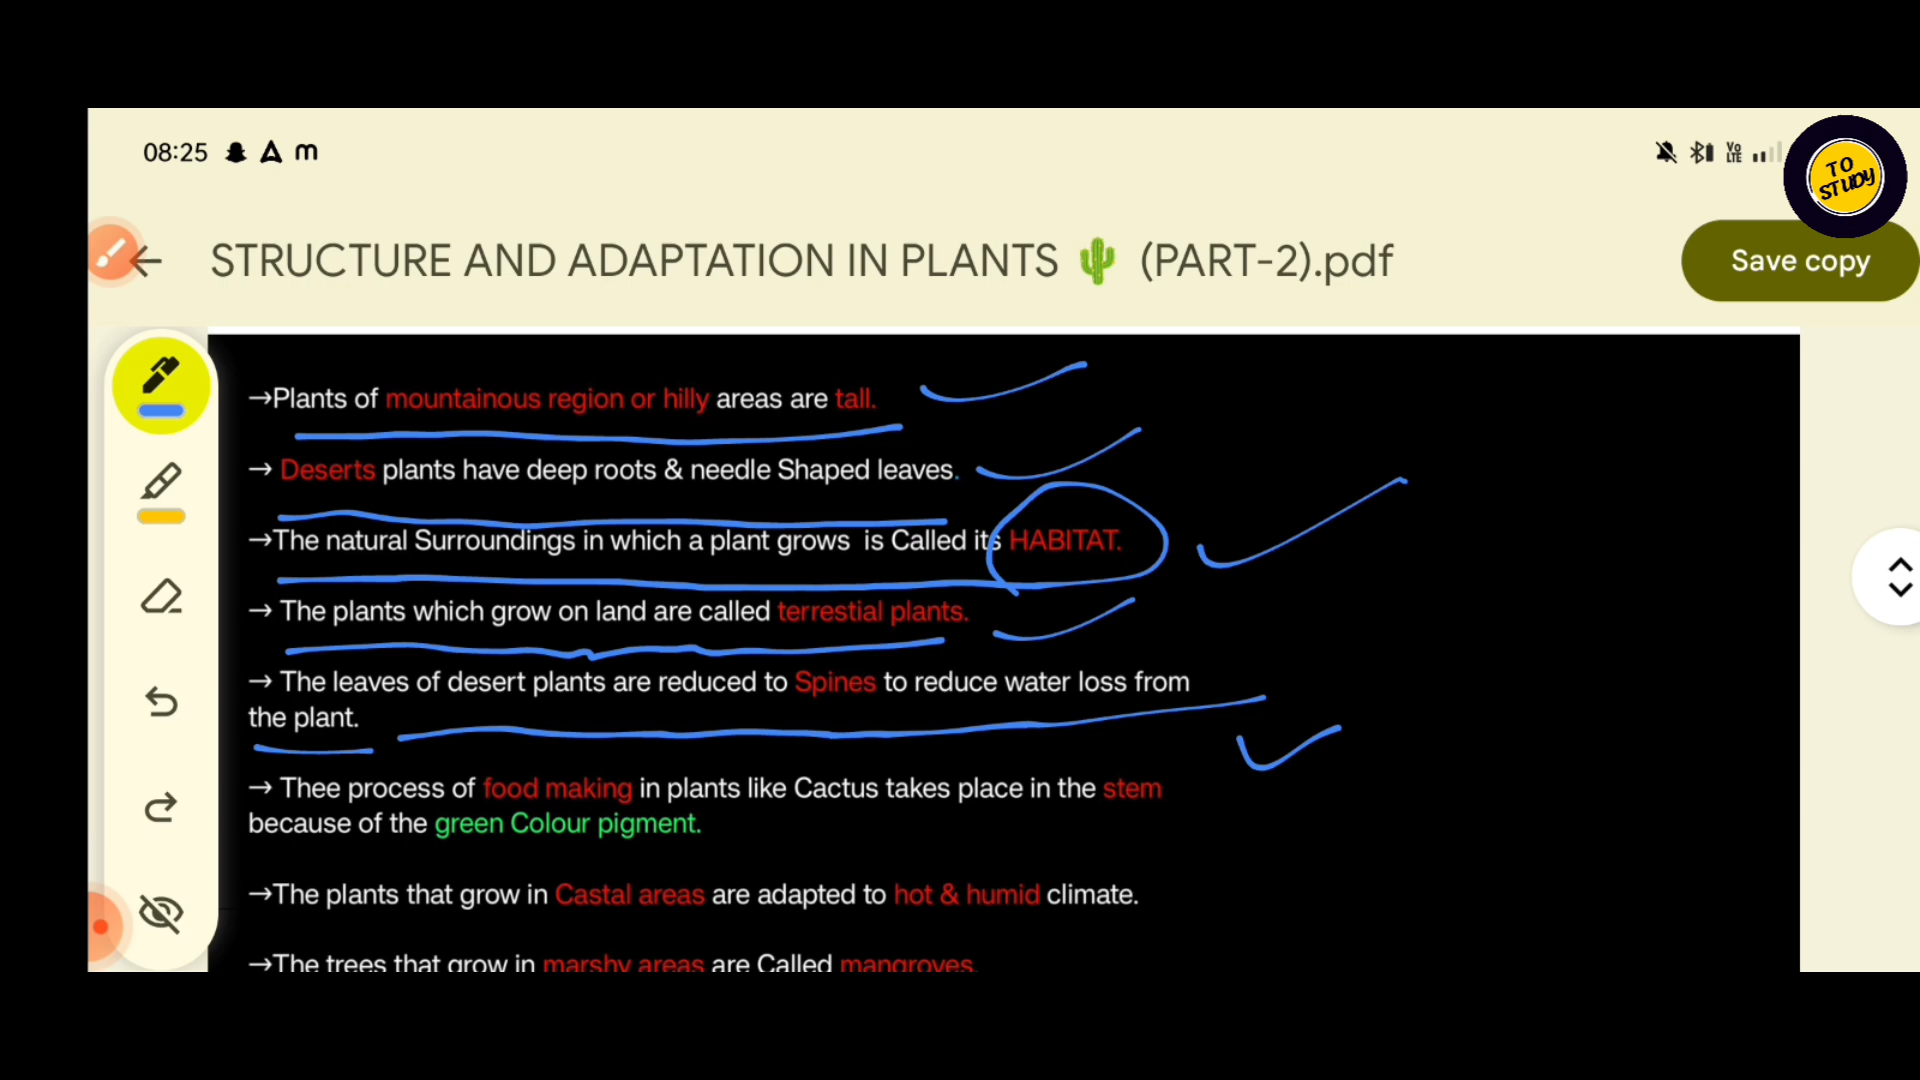 08:25 m
Vo LTE
TO STUDY
STRUCTURE AND ADAPTATION IN PLANTS 🌵 (PART-2).pdf
Save copy
→Plants of mountainous region or hilly areas are tall.
→ Deserts plants have deep roots & needle Shaped leaves.
→The natural Surroundings in which a plant grows is Called its HABITAT.
→ The plants which grow on land are called terrestial plants.
→ The leaves of desert plants are reduced to Spines to reduce water loss from
the plant.
→ Thee process of food making in plants like Cactus takes place in the stem
because of the green Colour pigment.
→The plants that grow in Castal areas are adapted to hot & humid climate.
→The trees that grow in marshy areas are Called mangroves.